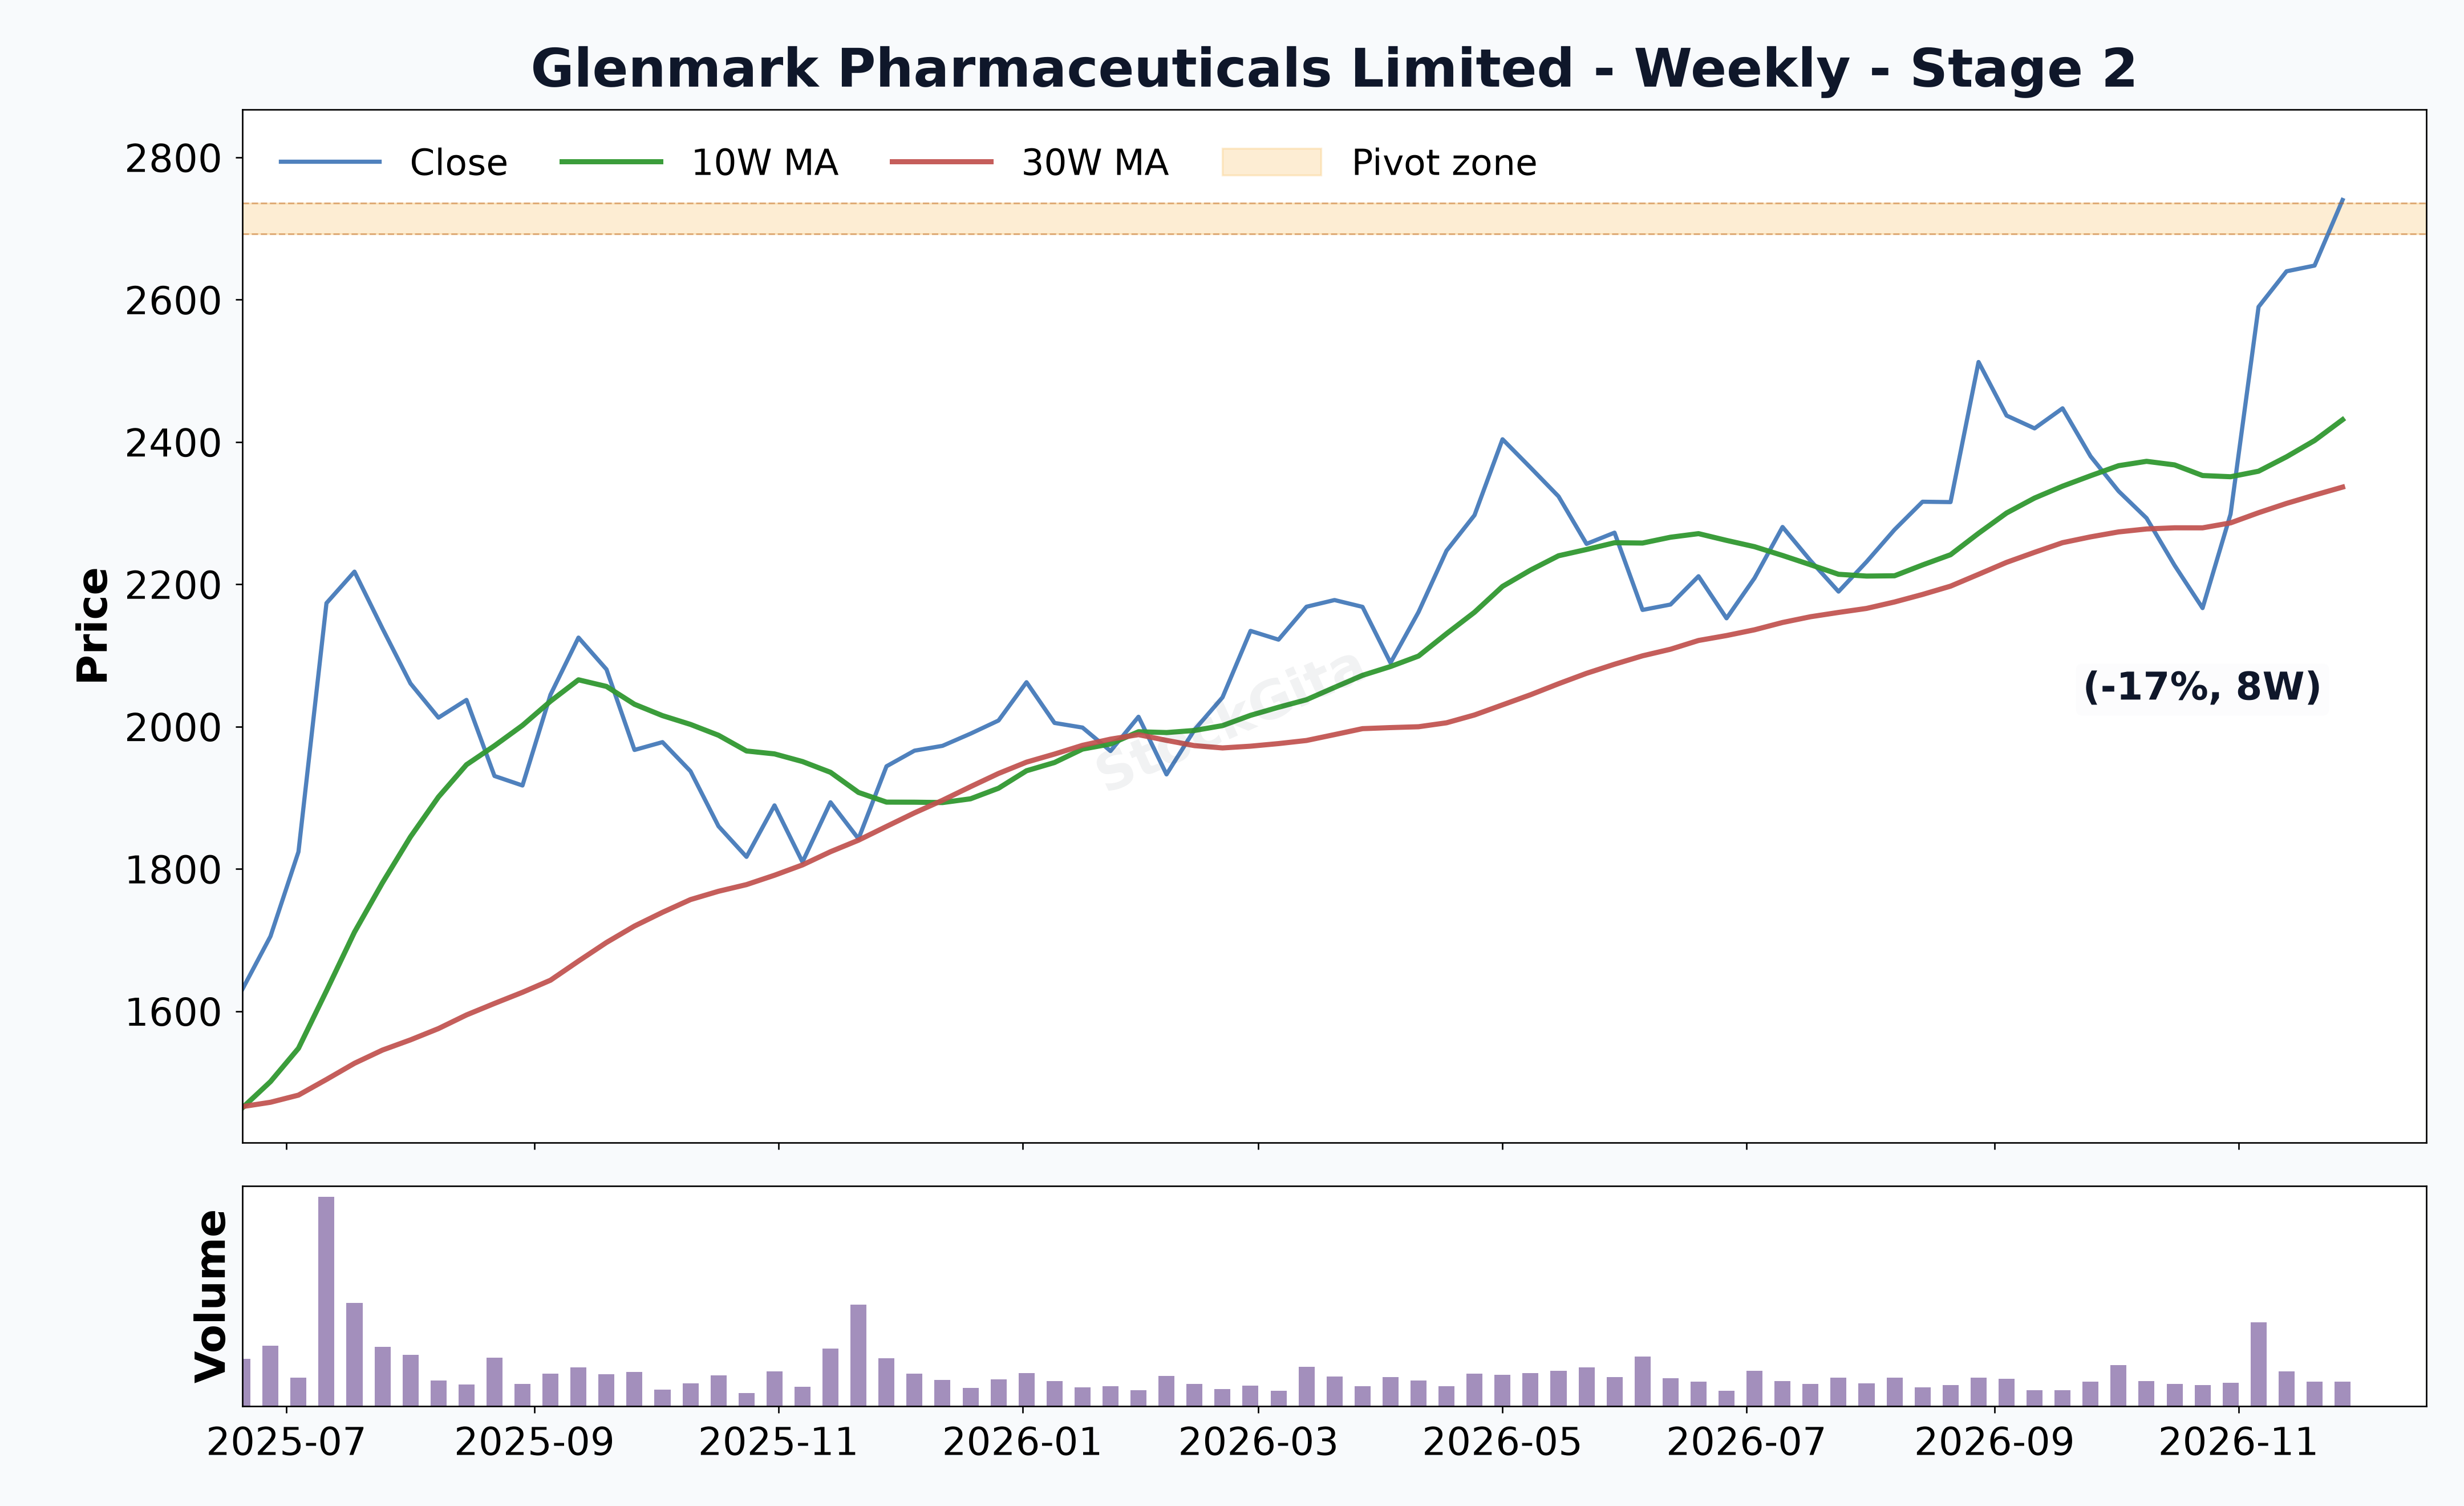 Glenmark Pharmaceuticals Limited - Weekly - Stage 2
Close 10W MA 30W MA Pivot zone
Price
2800
2600
2400
2200
2000
1800
1600
(-17%, 8W)
StockGita
Volume
2025-07 2025-09 2025-11 2026-01 2026-03 2026-05 2026-07 2026-09 2026-11